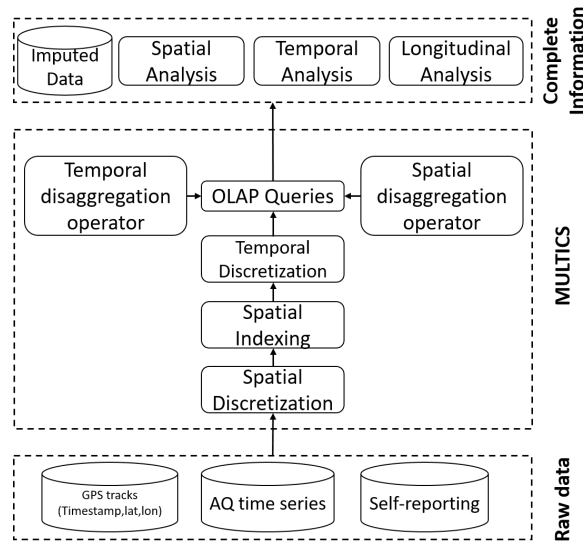 Imputed
Data
Spatial
Analysis
Temporal
Analysis
Longitudinal
Analysis
Complete
Information
Temporal
disaggregation
operator
OLAP Queries
Spatial
disaggregation
operator
Temporal
Discretization
Spatial
Indexing
Spatial
Discretization
MULTICS
GPS tracks
(Timestamp,lat,lon)
AQ time series
Self-reporting
Raw data